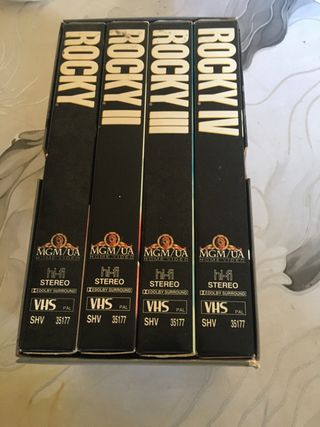 ROCKY
MGM/UA
HOME VIDEO
hi-fi
STEREO
DOLBY SURROUND
VHS PAL
SHV 35177
ROCKY II
MGM/UA
HOME VIDEO
hi-fi
STEREO
DOLBY SURROUND
VHS PAL
SHV 35177
ROCKY III
MGM/UA
HOME VIDEO
hi-fi
STEREO
DOLBY SURROUND
VHS PAL
SHV 35177
ROCKY IV
MGM/UA
HOME VIDEO
hi-fi
STEREO
DOLBY SURROUND
VHS PAL
SHV 35177